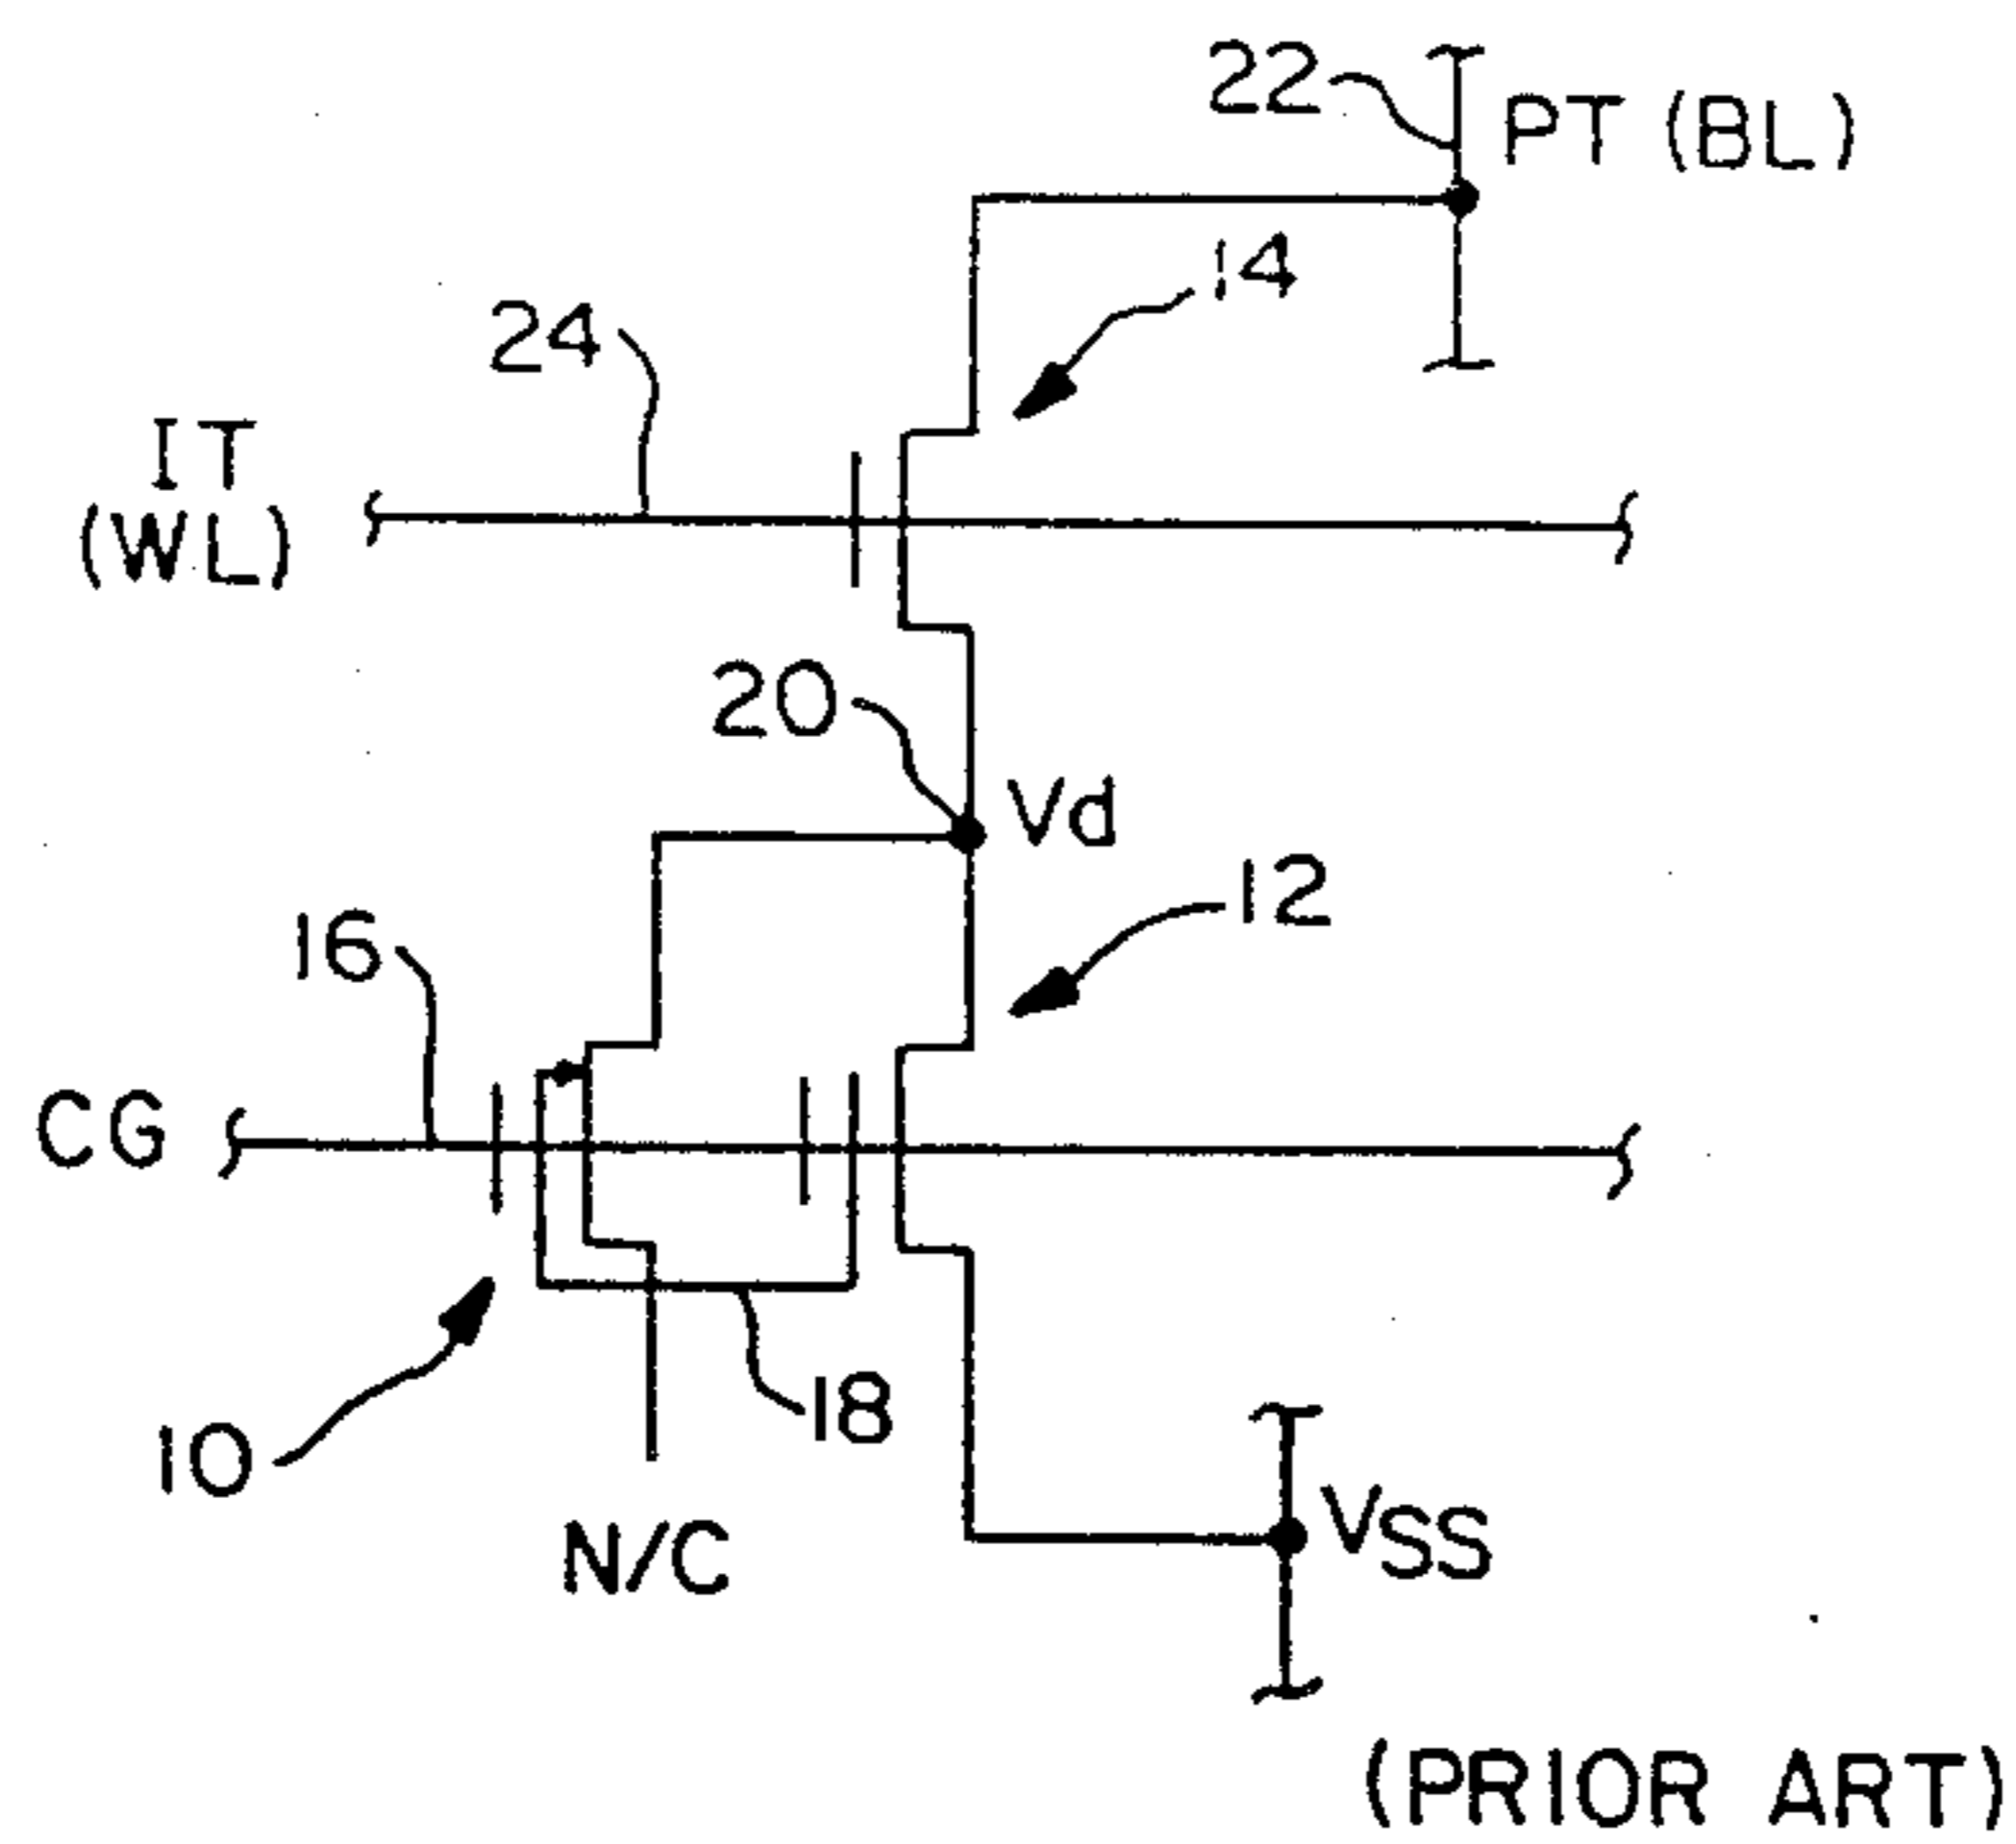 22
PT (BL)
14
24
IT
(WL)
20
Vd
12
16
CG
18
10
N/C
VSS
(PRIOR ART)